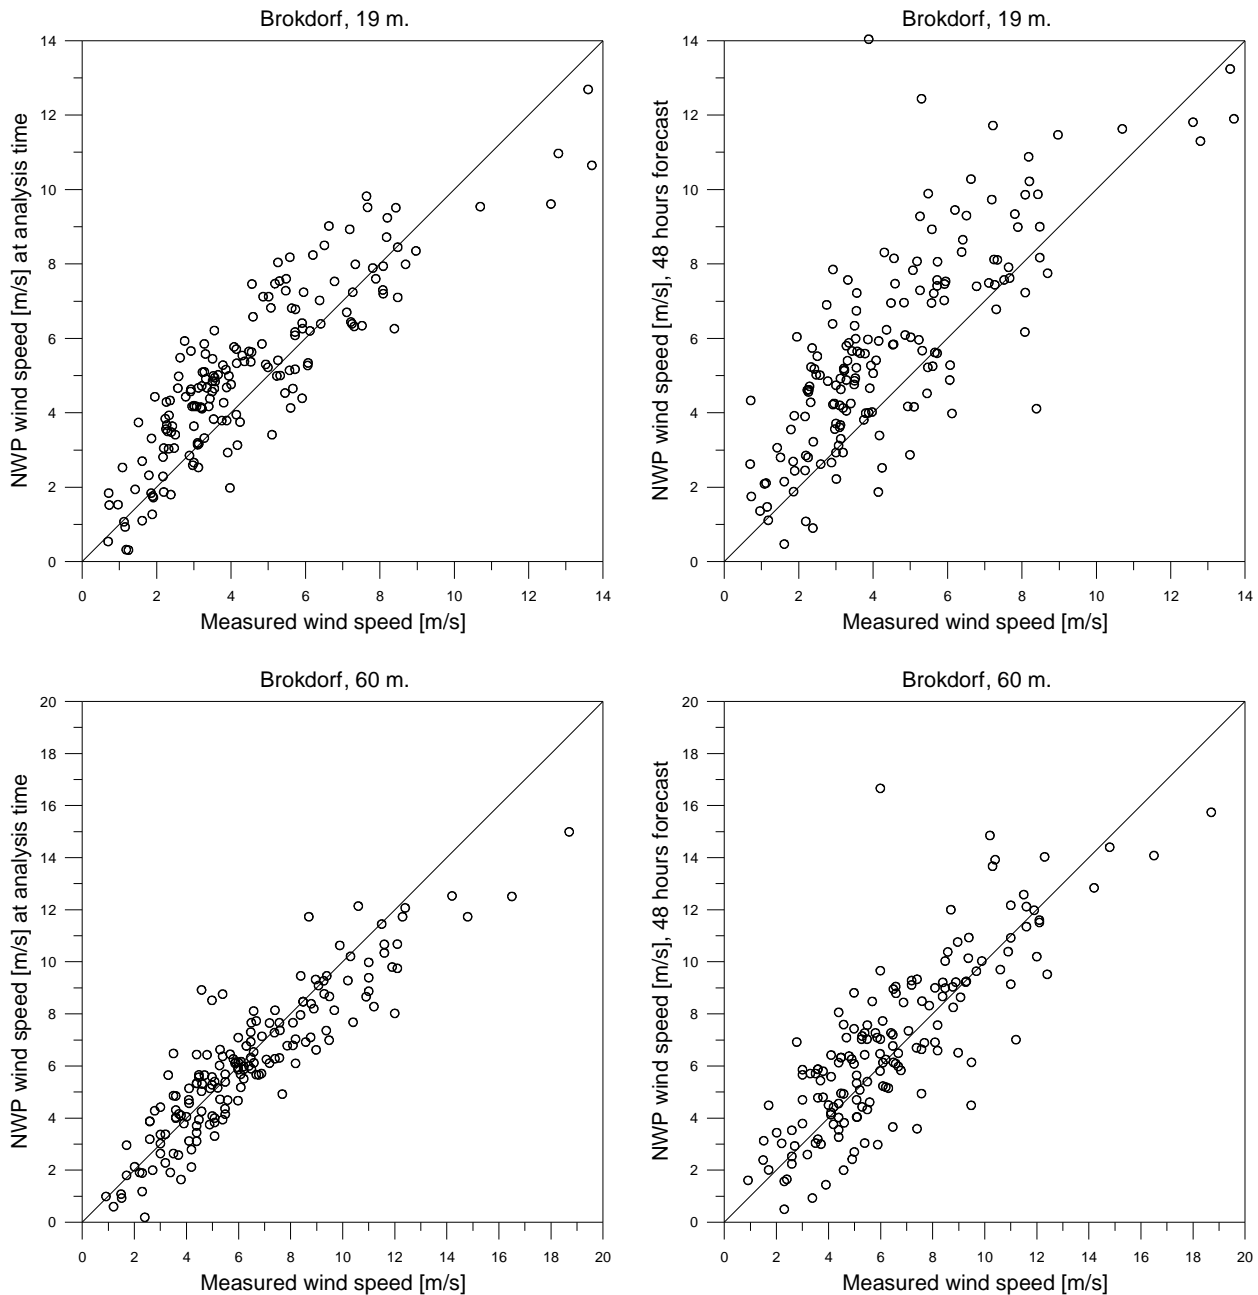 Brokdorf, 19 m.
NWP wind speed [m/s] at analysis time
14
12
10
8
6
4
2
0
0 2 4 6 8 10 12 14
Measured wind speed [m/s]
Brokdorf, 19 m.
NWP wind speed [m/s], 48 hours forecast
14
12
10
8
6
4
2
0
0 2 4 6 8 10 12 14
Measured wind speed [m/s]
Brokdorf, 60 m.
NWP wind speed [m/s] at analysis time
20
18
16
14
12
10
8
6
4
2
0
0 2 4 6 8 10 12 14 16 18 20
Measured wind speed [m/s]
Brokdorf, 60 m.
NWP wind speed [m/s], 48 hours forecast
20
18
16
14
12
10
8
6
4
2
0
0 2 4 6 8 10 12 14 16 18 20
Measured wind speed [m/s]